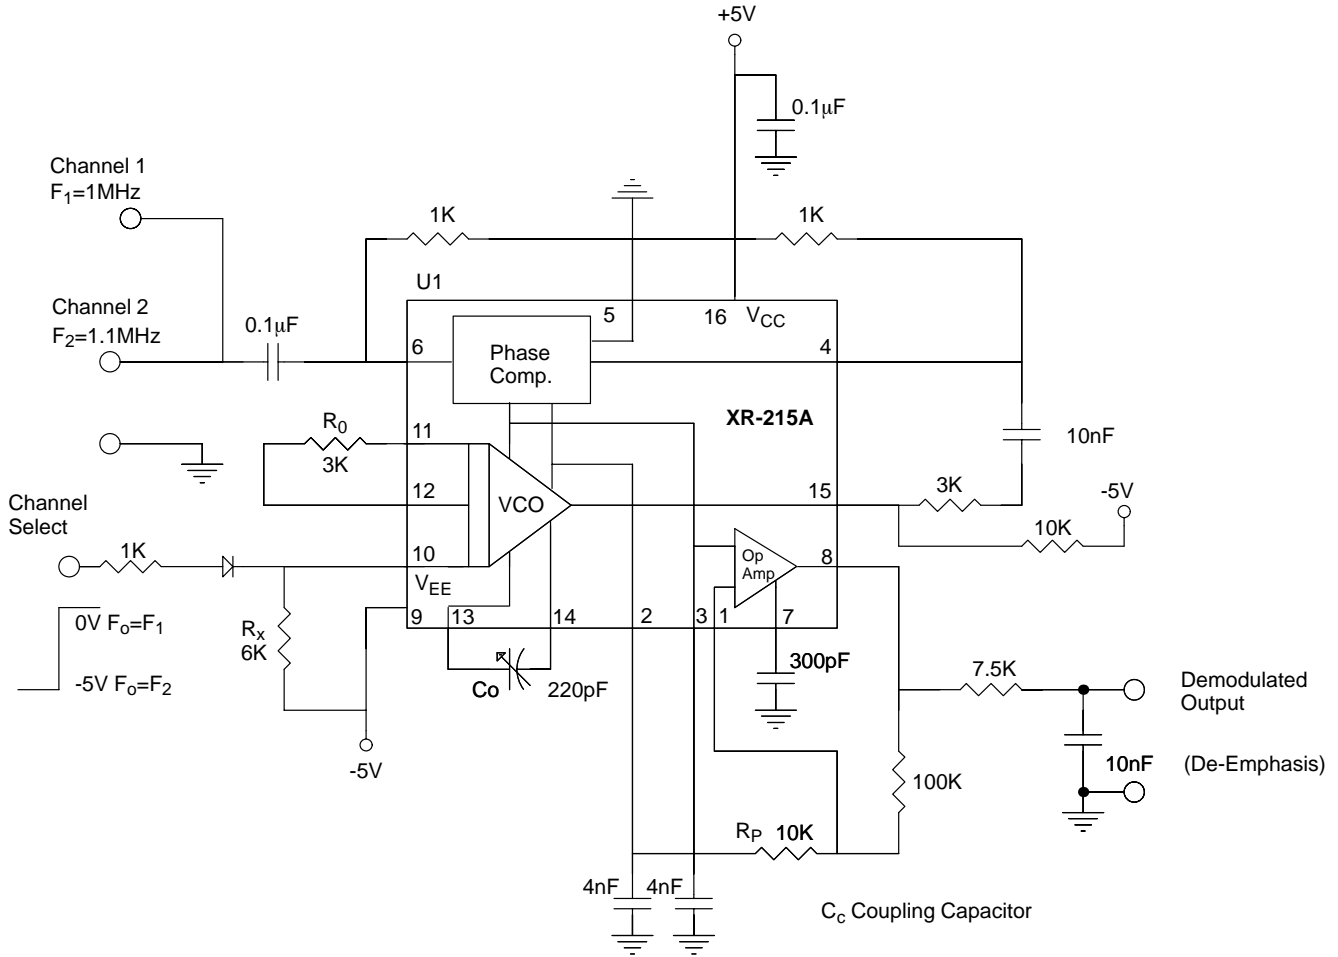 +5V
0.1μF
Channel 1
F1=1MHz
1K
1K
U1
Channel 2
F2=1.1MHz
0.1μF
5
16
VCC
6
Phase
Comp.
4
XR-215A
R0
3K
11
10nF
12
VCO
15
3K
-5V
Channel
Select
1K
10
VEE
Op
Amp
8
10K
9
13
14
2
3
1
7
0V Fo=F1
-5V Fo=F2
RX
6K
Co
220pF
300pF
7.5K
Demodulated
Output
-5V
100K
10nF
(De-Emphasis)
RP
10K
4nF
4nF
Cc Coupling Capacitor